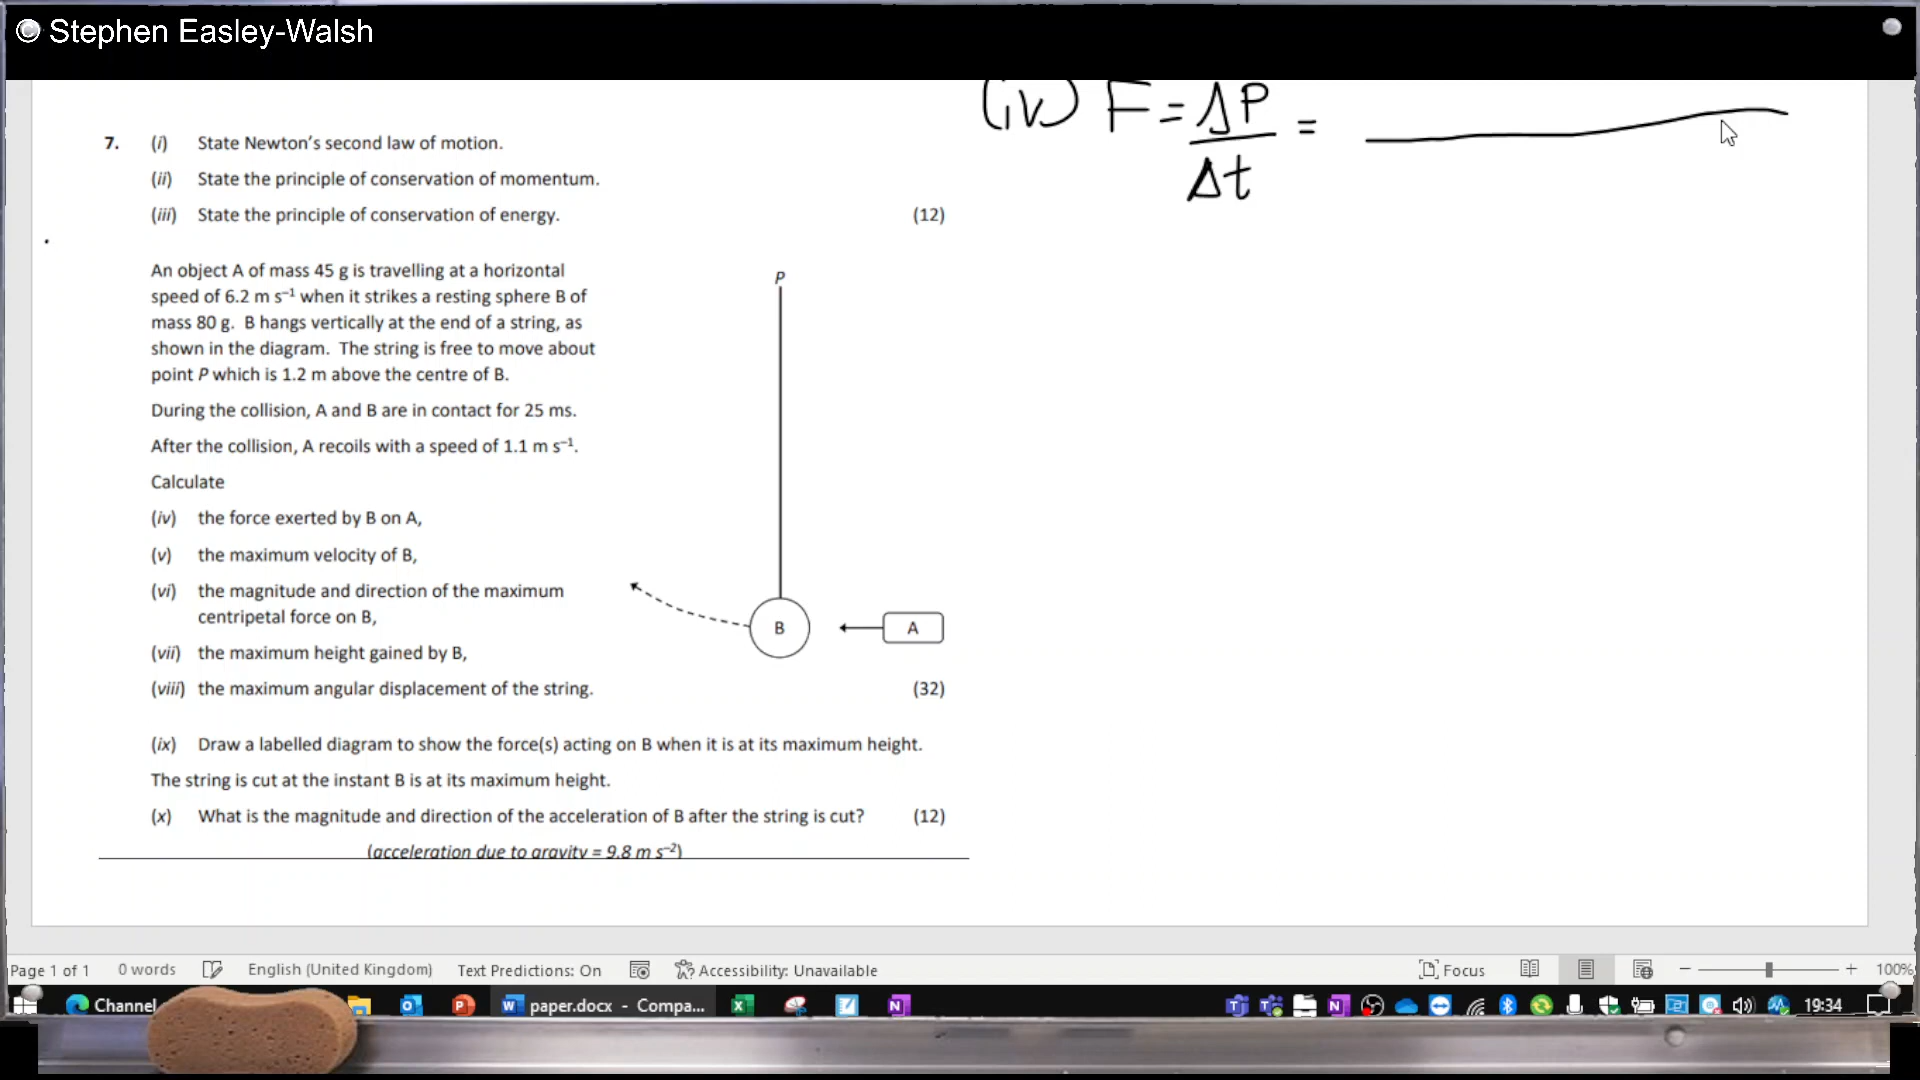 © Stephen Easley-Walsh
(iv) F = ΔP / Δt =
7. (i) State Newton's second law of motion.
(ii) State the principle of conservation of momentum.
(iii) State the principle of conservation of energy. (12)
An object A of mass 45 g is travelling at a horizontal
speed of 6.2 m s⁻¹ when it strikes a resting sphere B of
mass 80 g. B hangs vertically at the end of a string, as
shown in the diagram. The string is free to move about
point P which is 1.2 m above the centre of B.
During the collision, A and B are in contact for 25 ms.
After the collision, A recoils with a speed of 1.1 m s⁻¹.
Calculate
(iv) the force exerted by B on A,
(v) the maximum velocity of B,
(vi) the magnitude and direction of the maximum
centripetal force on B,
(vii) the maximum height gained by B,
(viii) the maximum angular displacement of the string. (32)
P
B
A
(ix) Draw a labelled diagram to show the force(s) acting on B when it is at its maximum height.
The string is cut at the instant B is at its maximum height.
(x) What is the magnitude and direction of the acceleration of B after the string is cut? (12)
(acceleration due to gravity = 9.8 m s⁻²)
Page 1 of 1 0 words English (United Kingdom) Text Predictions: On Accessibility: Unavailable Focus 100%
Channel paper.docx - Compa... 19:34